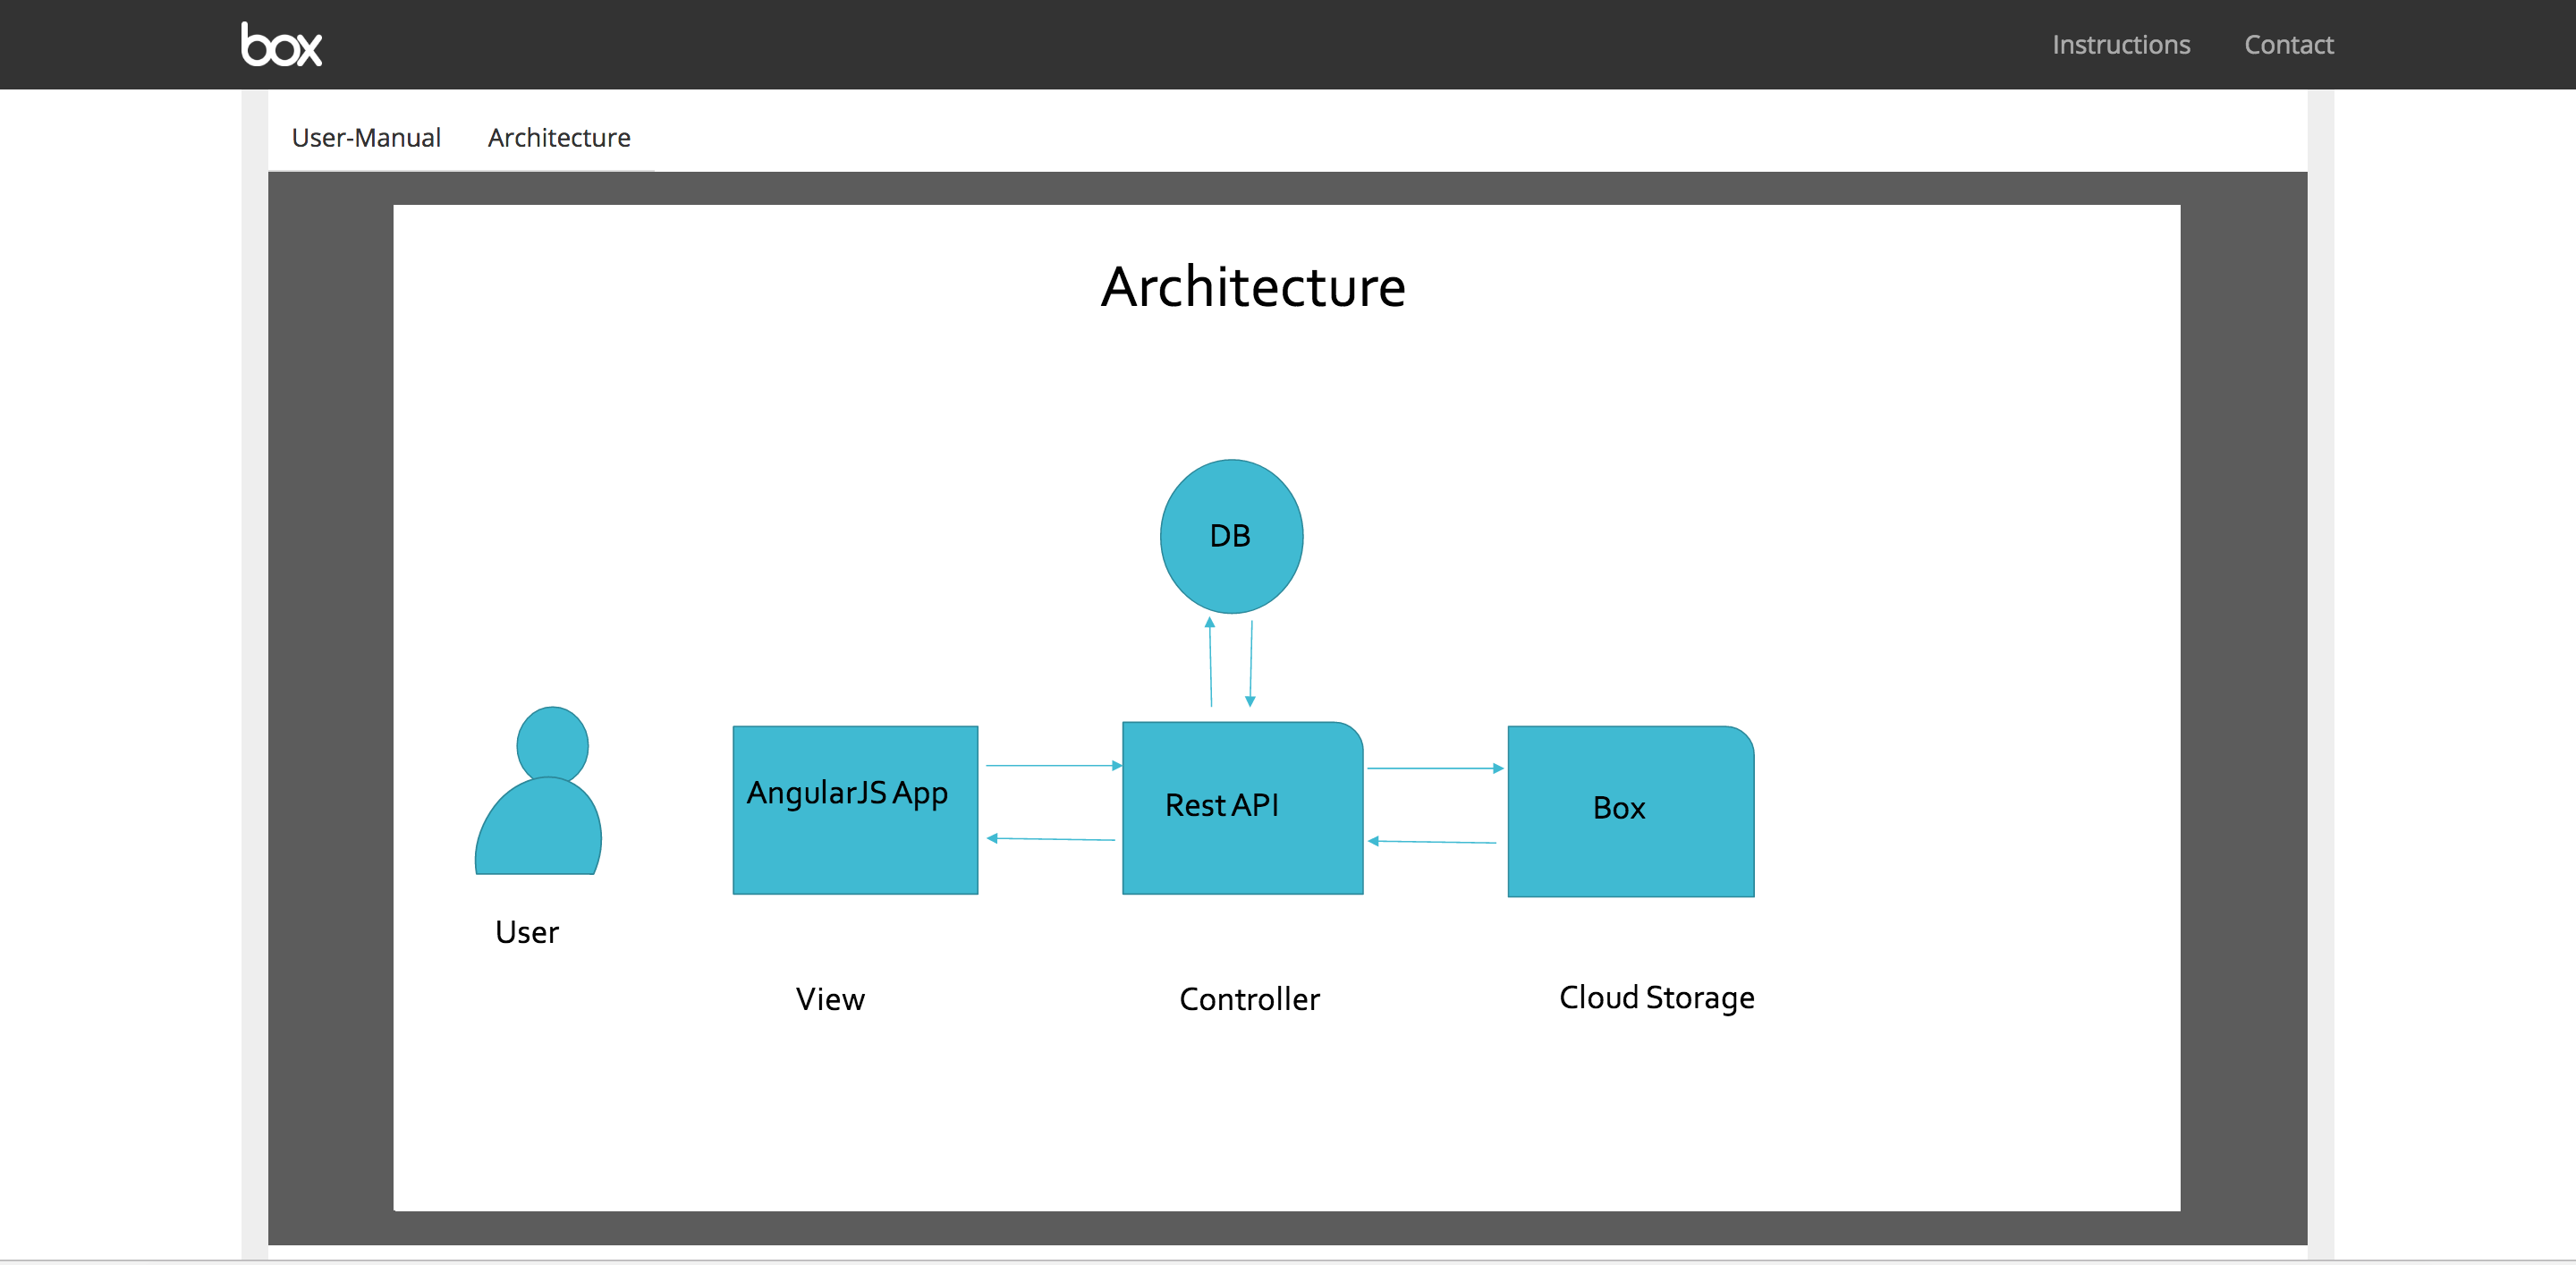 box
Instructions Contact
User-Manual Architecture
Architecture
DB
AngularJS App
Rest API
Box
User
View
Controller
Cloud Storage